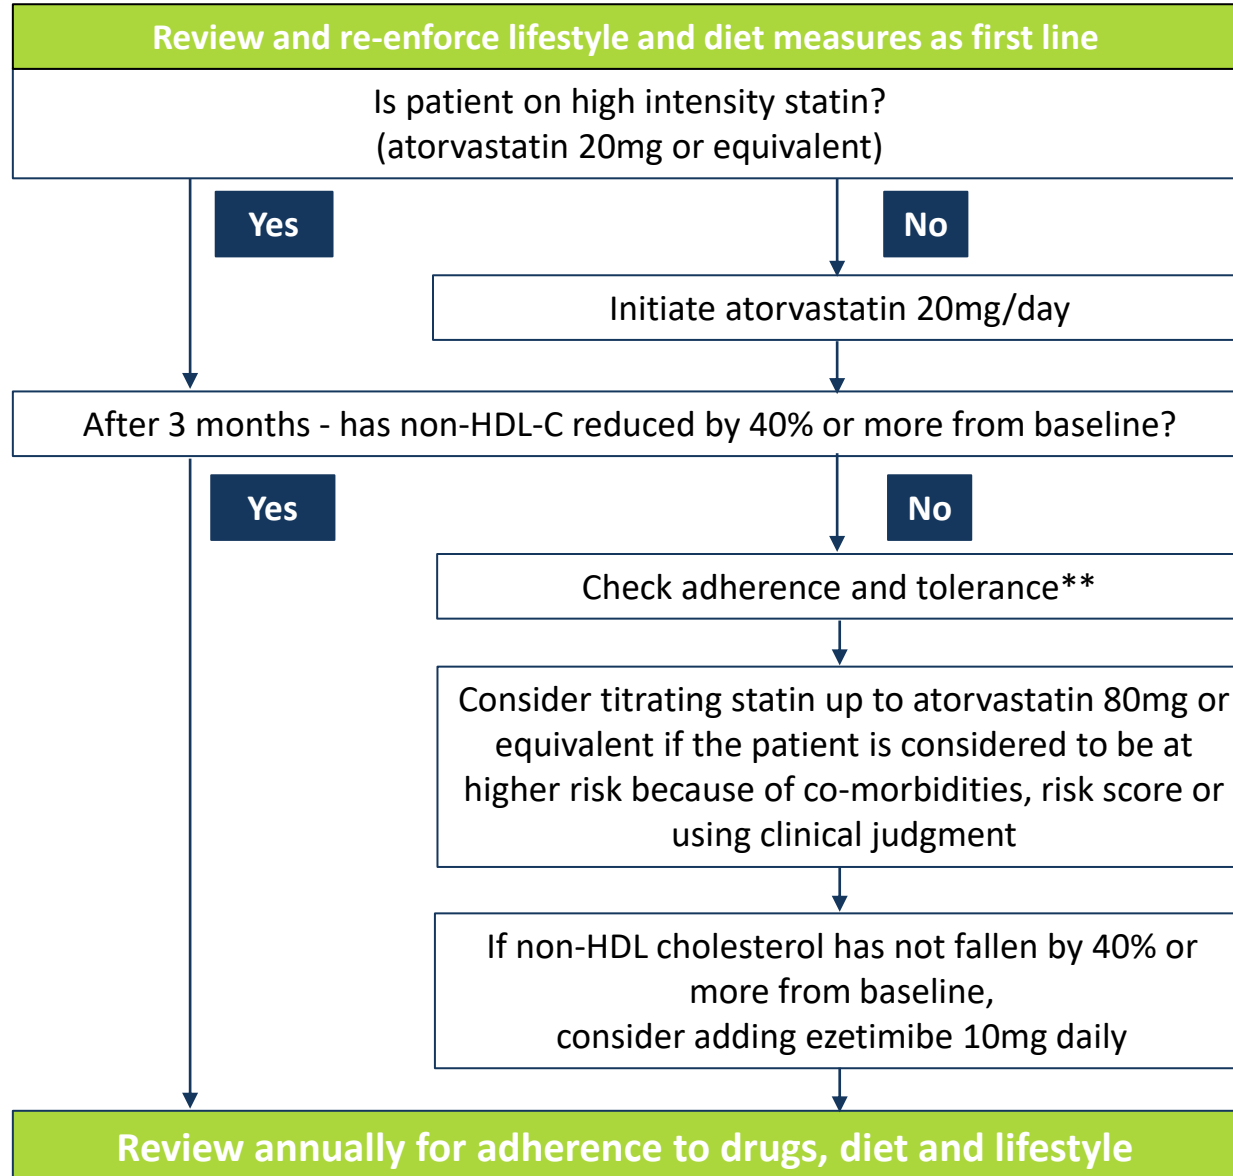 Review and re-enforce lifestyle and diet measures as first line
Is patient on high intensity statin?
(atorvastatin 20mg or equivalent)
Yes
No
Initiate atorvastatin 20mg/day
After 3 months - has non-HDL-C reduced by 40% or more from baseline?
Yes
No
Check adherence and tolerance**
Consider titrating statin up to atorvastatin 80mg or
equivalent if the patient is considered to be at
higher risk because of co-morbidities, risk score or
using clinical judgment
If non-HDL cholesterol has not fallen by 40% or
more from baseline,
consider adding ezetimibe 10mg daily
Review annually for adherence to drugs, diet and lifestyle